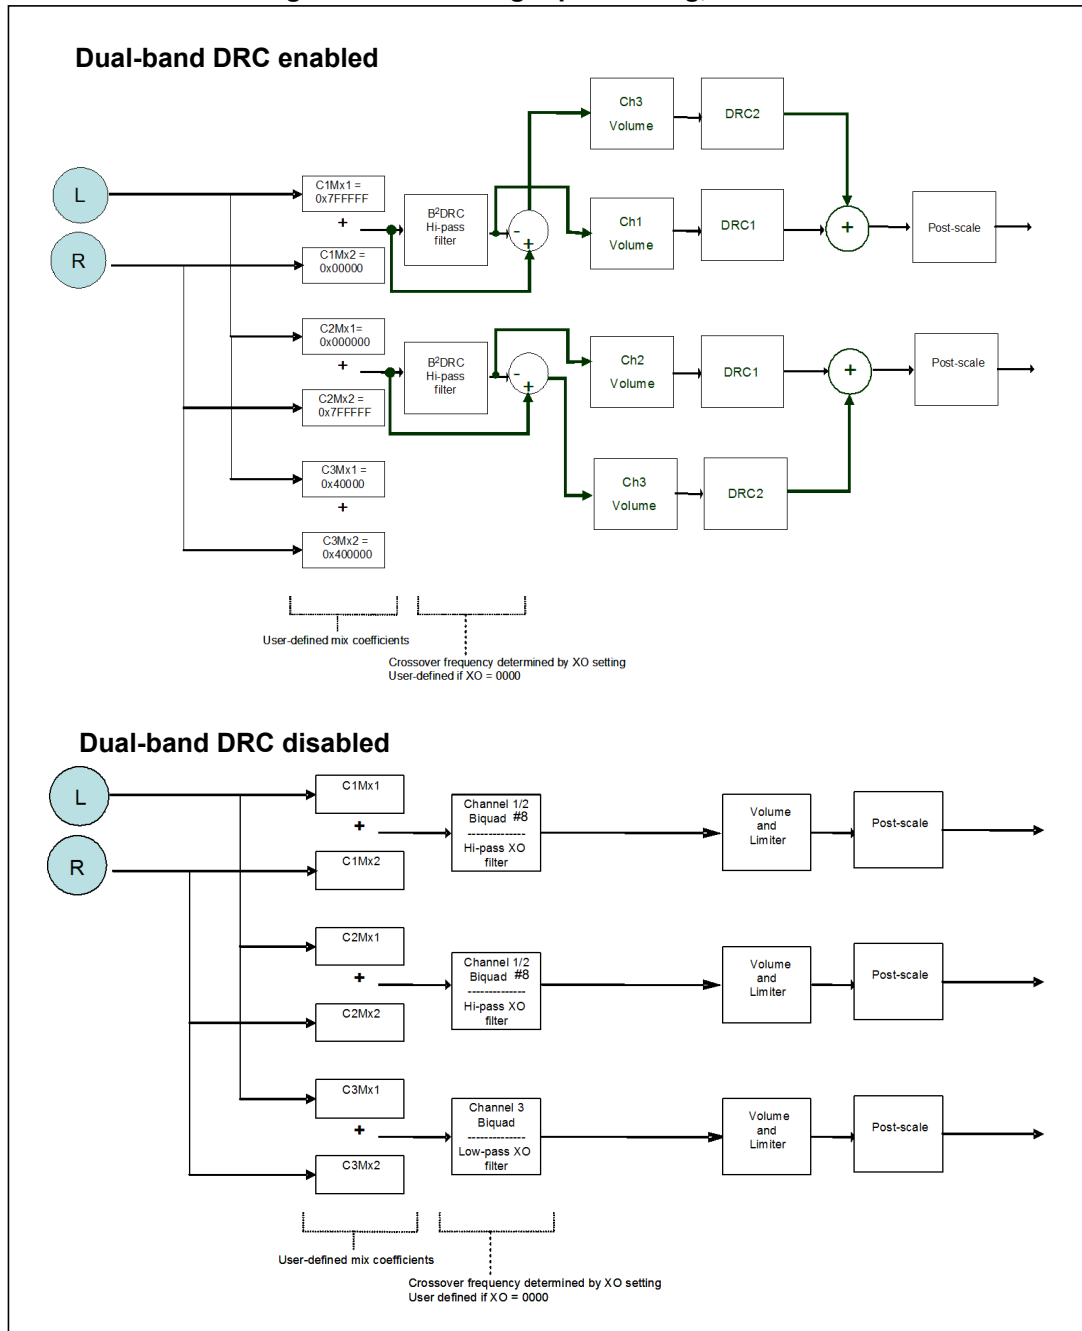 Dual-band DRC enabled
L
R
C1Mx1 =
0x7FFFFF
+
C1Mx2 =
0x00000
B²DRC
Hi-pass
filter
-
+
Ch3
Volume
DRC2
Ch1
Volume
DRC1
+
Post-scale
C2Mx1=
0x000000
+
C2Mx2 =
0x7FFFFF
B²DRC
Hi-pass
filter
-
+
Ch2
Volume
DRC1
+
Post-scale
C3Mx1 =
0x40000
+
C3Mx2 =
0x400000
Ch3
Volume
DRC2
User-defined mix coefficients
Crossover frequency determined by XO setting
User-defined if XO = 0000
Dual-band DRC disabled
L
R
C1Mx1
+
C1Mx2
Channel 1/2
Biquad #8
--------------
Hi-pass XO
filter
Volume
and
Limiter
Post-scale
C2Mx1
+
C2Mx2
Channel 1/2
Biquad #8
--------------
Hi-pass XO
filter
Volume
and
Limiter
Post-scale
C3Mx1
+
C3Mx2
Channel 3
Biquad
--------------
Low-pass XO
filter
Volume
and
Limiter
Post-scale
User-defined mix coefficients
Crossover frequency determined by XO setting
User defined if XO = 0000